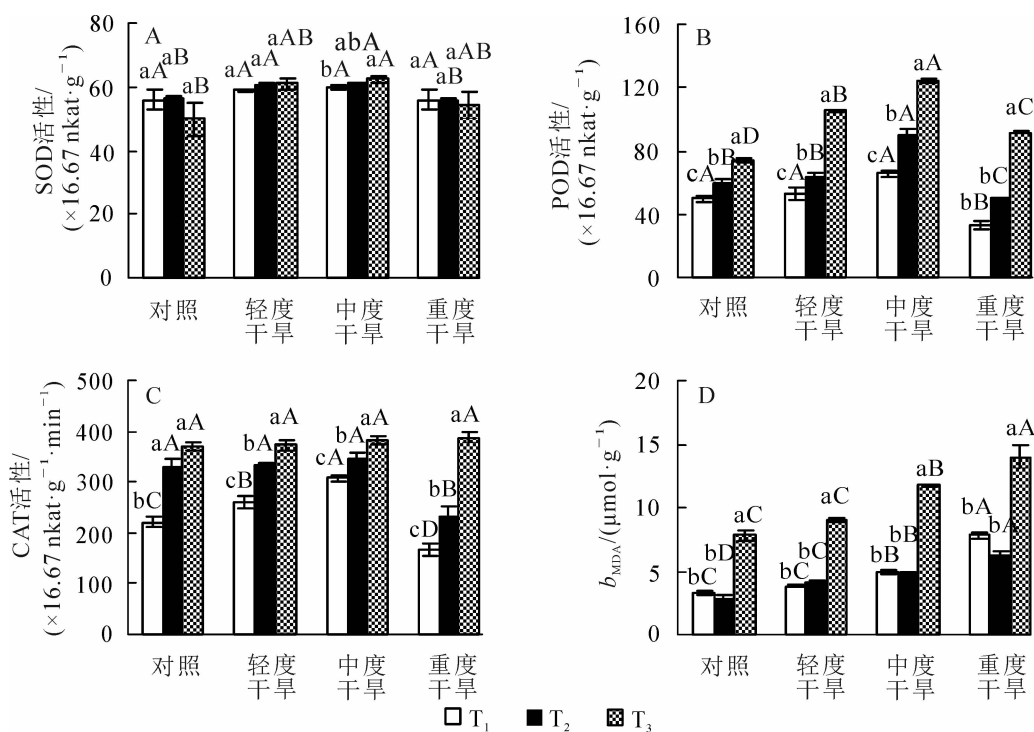 A
SOD活性/
(×16.67 nkat·g⁻¹)
80
60
40
20
0
aA
aB
aB
aA
aA
aAB
bA
abA
aA
aA
aB
aAB
对照
轻度
干旱
中度
干旱
重度
干旱
B
POD活性/
(×16.67 nkat·g⁻¹)
160
120
80
40
0
cA
bB
aD
cA
bB
aB
cA
bA
aA
bB
bC
aC
对照
轻度
干旱
中度
干旱
重度
干旱
C
CAT活性/
(×16.67 nkat·g⁻¹·min⁻¹)
500
400
300
200
100
0
bC
aA
aA
cB
bA
aA
cA
bA
aA
cD
bB
aA
对照
轻度
干旱
中度
干旱
重度
干旱
D
bMDA/(μmol·g⁻¹)
20
15
10
5
0
bC
bD
aC
bC
bC
aC
bB
bB
aB
bA
bA
aA
对照
轻度
干旱
中度
干旱
重度
干旱
T₁ T₂ T₃